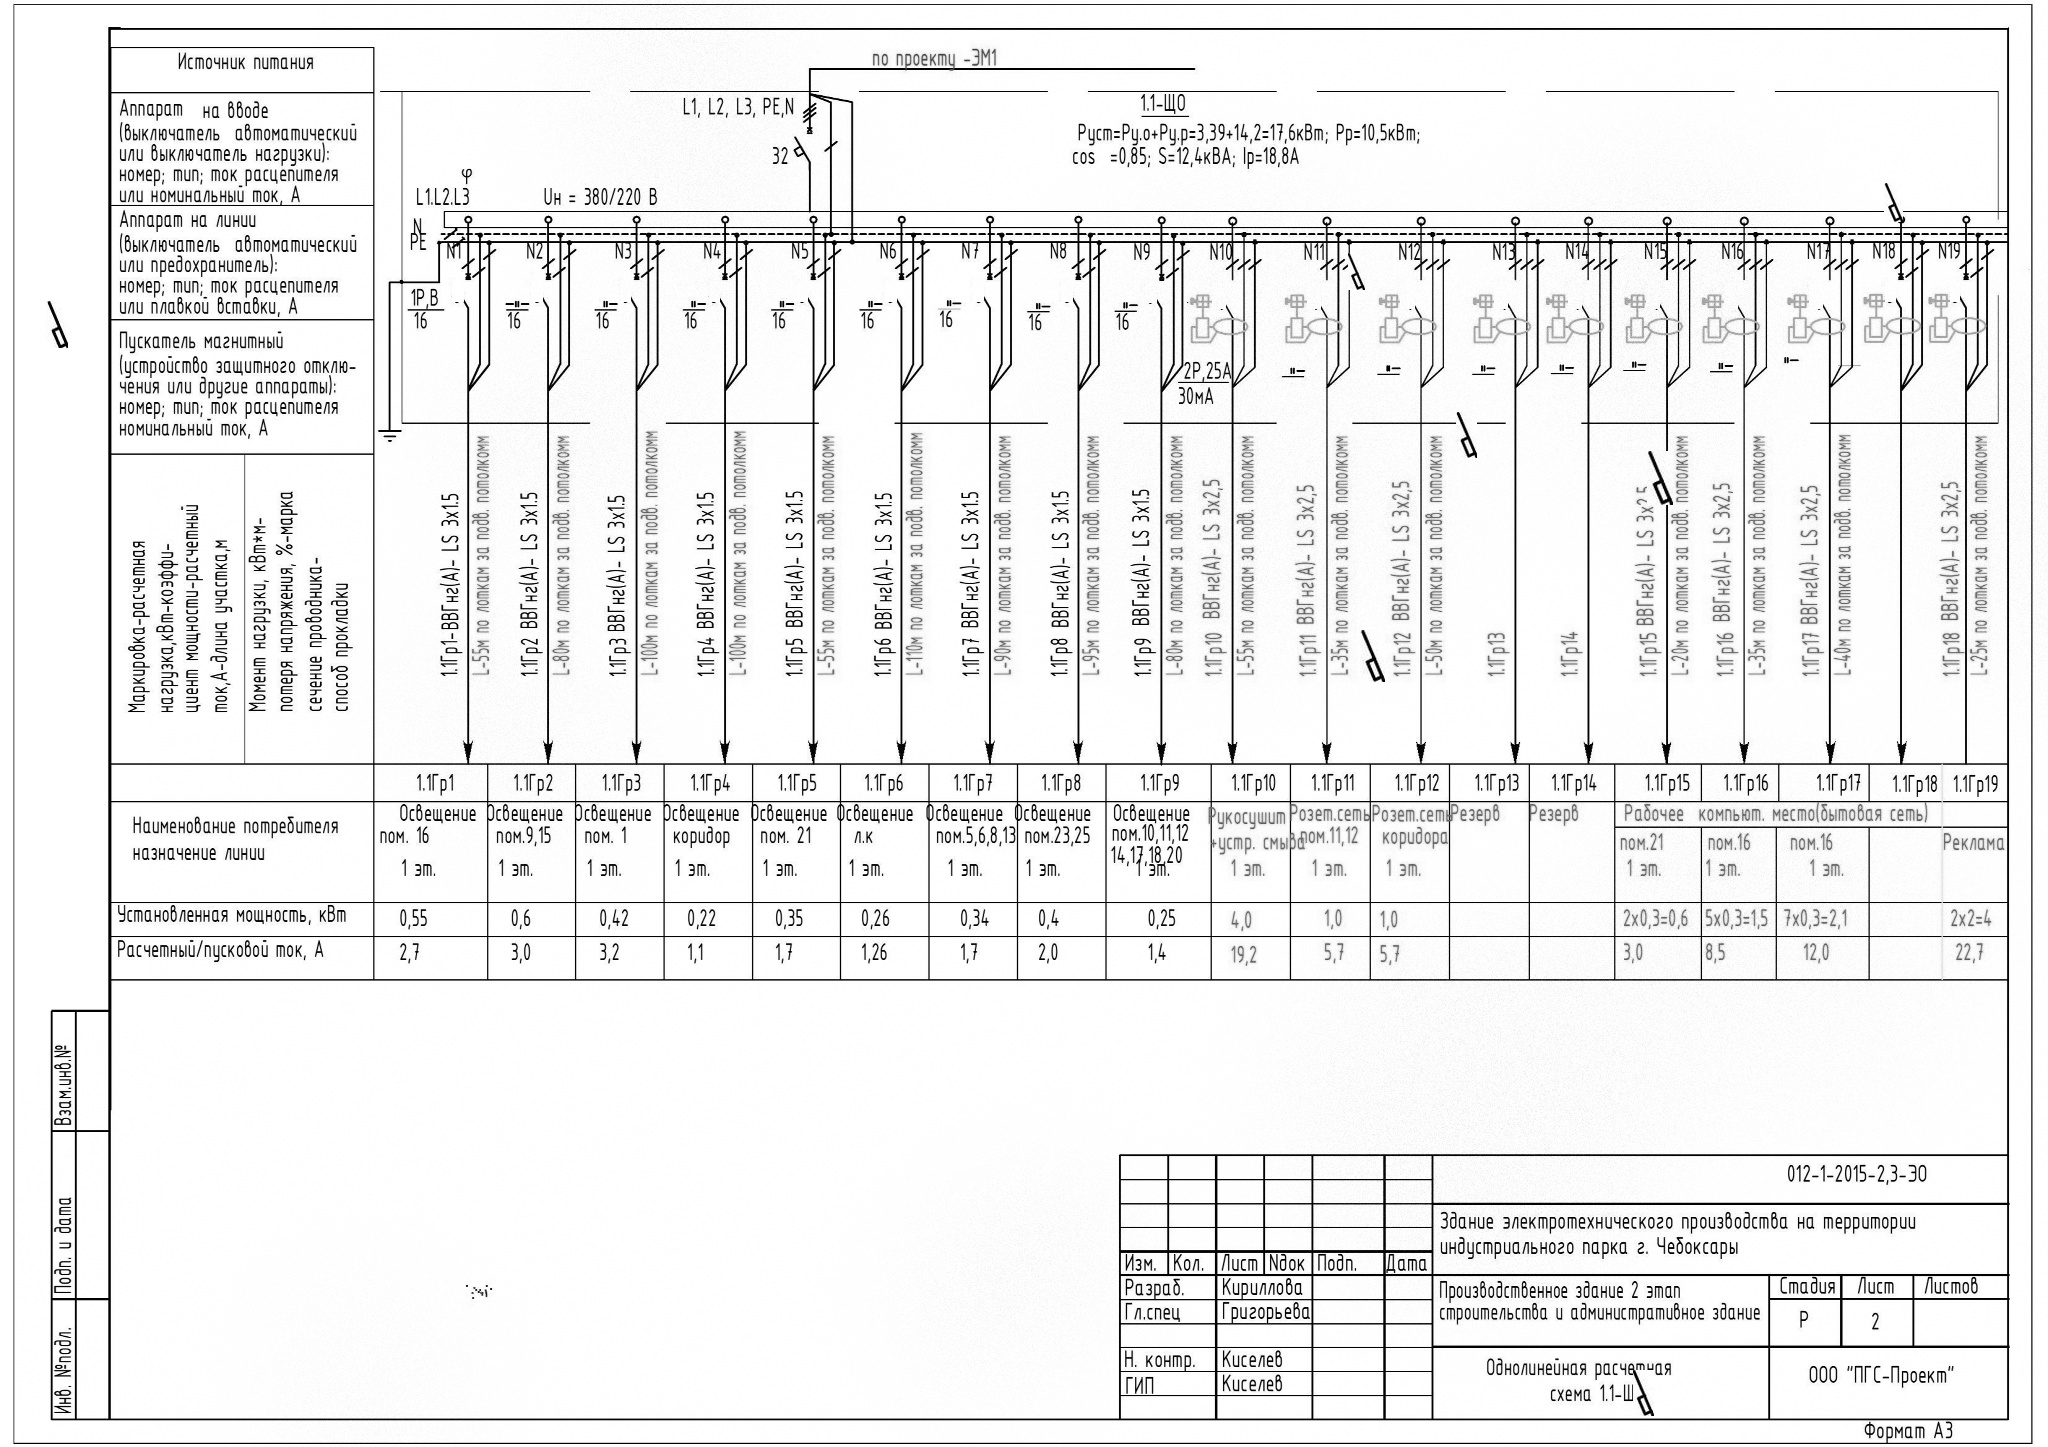 Источник питания
по проекту -ЭМ1
Аппарат на вводе
(выключатель автоматический
или выключатель нагрузки):
номер; тип; ток расцепителя
или номинальный ток, А
L1, L2, L3, PE,N
32
1.1-ЩО
Руст=Ру.о+Ру.р=3,39+14,2=17,6кВт; Рр=10,5кВт;
cos =0,85; S=12,4кВА; Iр=18,8А
φ
L1.L2.L3
Uн = 380/220 В
N
PE
Аппарат на линии
(выключатель автоматический
или предохранитель):
номер; тип; ток расцепителя
или плавкой вставки, А
N1 N2 N3 N4 N5 N6 N7 N8 N9 N10 N11 N12 N13 N14 N15 N16 N17 N18 N19
1Р,В
16
-"- 16
-"- 16
-"- 16
-"- 16
-"- 16
-"- 16
-"- 16
-"- 16
Пускатель магнитный
(устройство защитного отклю-
чения или другие аппараты):
номер; тип; ток расцепителя
номинальный ток, А
2Р,25А
30мА
-"- -"- -"- -"- -"- -"- -"-
Маркировка-расчетная
нагрузка,кВт-коэффи-
циент мощности-расчетный
ток,А-длина участка,м
Момент нагрузки, кВт*м-
потеря напряжения, %-марка
сечение проводника-
способ прокладки
1.1Гр1-ВВГнг(А)- LS 3х1.5
L-55м по лоткам за подв. потолкомм
1.1Гр2 ВВГнг(А)- LS 3х1.5
L-80м по лоткам за подв. потолкомм
1.1Гр3 ВВГнг(А)- LS 3х1.5
L-100м по лоткам за подв. потолкомм
1.1Гр4 ВВГнг(А)- LS 3х1.5
L-100м по лоткам за подв. потолкомм
1.1Гр5 ВВГнг(А)- LS 3х1.5
L-55м по лоткам за подв. потолкомм
1.1Гр6 ВВГнг(А)- LS 3х1.5
L-110м по лоткам за подв. потолкомм
1.1Гр7 ВВГнг(А)- LS 3х1.5
L-90м по лоткам за подв. потолкомм
1.1Гр8 ВВГнг(А)- LS 3х1.5
L-95м по лоткам за подв. потолкомм
1.1Гр9 ВВГнг(А)- LS 3х1.5
L-80м по лоткам за подв. потолкомм
1.1Гр10 ВВГнг(А)- LS 3х2,5
L-55м по лоткам за подв. потолкомм
1.1Гр11 ВВГнг(А)- LS 3х2,5
L-35м по лоткам за подв. потолкомм
1.1Гр12 ВВГнг(А)- LS 3х2,5
L-50м по лоткам за подв. потолкомм
1.1Гр13
1.1Гр14
1.1Гр15 ВВГнг(А)- LS 3х2,5
L-20м по лоткам за подв. потолкомм
1.1Гр16 ВВГнг(А)- LS 3х2,5
L-35м по лоткам за подв. потолкомм
1.1Гр17 ВВГнг(А)- LS 3х2,5
L-40м по лоткам за подв. потолкомм
1.1Гр18 ВВГнг(А)- LS 3х2,5
L-25м по лоткам за подв. потолкомм
1.1Гр1 1.1Гр2 1.1Гр3 1.1Гр4 1.1Гр5 1.1Гр6 1.1Гр7 1.1Гр8 1.1Гр9 1.1Гр10 1.1Гр11 1.1Гр12 1.1Гр13 1.1Гр14 1.1Гр15 1.1Гр16 1.1Гр17 1.1Гр18 1.1Гр19
Наименование потребителя
назначение линии
Освещение
пом. 16
1 эт.
Освещение
пом.9,15
1 эт.
Освещение
пом. 1
1 эт.
Освещение
коридор
1 эт.
Освещение
пом. 21
1 эт.
Освещение
л.к
1 эт.
Освещение
пом.5,6,8,13
1 эт.
Освещение
пом.23,25
1 эт.
Освещение
пом.10,11,12
14,17,18,20
1 эт.
Рукосушит
+устр. смыва
1 эт.
Розет.сеть
пом.11,12
1 эт.
Розет.сеть
коридора
1 эт.
Резерв
Резерв
Рабочее компьют. место(бытовая сеть)
пом.21
1 эт.
пом.16
1 эт.
пом.16
1 эт.
Реклама
Установленная мощность, кВт 0,55 0,6 0,42 0,22 0,35 0,26 0,34 0,4 0,25 4,0 1,0 1,0 2х0,3=0,6 5х0,3=1,5 7х0,3=2,1 2х2=4
Расчетный/пусковой ток, А 2,7 3,0 3,2 1,1 1,7 1,26 1,7 2,0 1,4 19,2 5,7 5,7 3,0 8,5 12,0 22,7
Взам.инв.№
Подп. и дата
Инв. №подл.
012-1-2015-2,3-ЭО
Здание электротехнического производства на территории
индустриального парка г. Чебоксары
Изм. Кол. Лист Nдок Подп. Дата
Разраб. Кириллова
Гл.спец Григорьева
Н. контр. Киселев
ГИП Киселев
Производственное здание 2 этап
строительства и административное здание
Стадия Лист Листов
Р 2
Однолинейная расчетная
схема 1.1-Щ
ООО "ПГС-Проект"
Формат А3